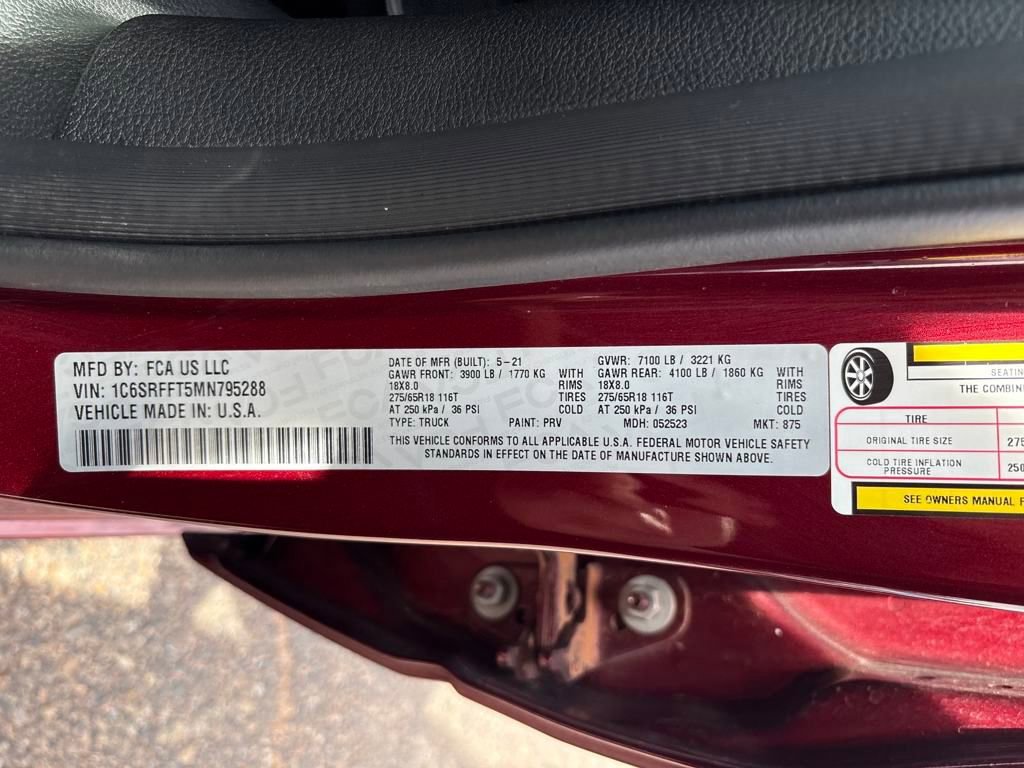 MFD BY: FCA US LLC
VIN: 1C6SRFFT5MN795288
VEHICLE MADE IN: U.S.A.
DATE OF MFR (BUILT): 5-21
GAWR FRONT: 3900 LB / 1770 KG WITH
18X8.0 RIMS
275/65R18 116T TIRES
AT 250 kPa / 36 PSI COLD
TYPE: TRUCK PAINT: PRV
GVWR: 7100 LB / 3221 KG
GAWR REAR: 4100 LB / 1860 KG WITH
18X8.0 RIMS
275/65R18 116T TIRES
AT 250 kPa / 36 PSI COLD
MDH: 052523 MKT: 875
THIS VEHICLE CONFORMS TO ALL APPLICABLE U.S.A. FEDERAL MOTOR VEHICLE SAFETY
STANDARDS IN EFFECT ON THE DATE OF MANUFACTURE SHOWN ABOVE.
SEATIN
THE COMBIN
TIRE
ORIGINAL TIRE SIZE 275
COLD TIRE INFLATION
PRESSURE 250
SEE OWNERS MANUAL F